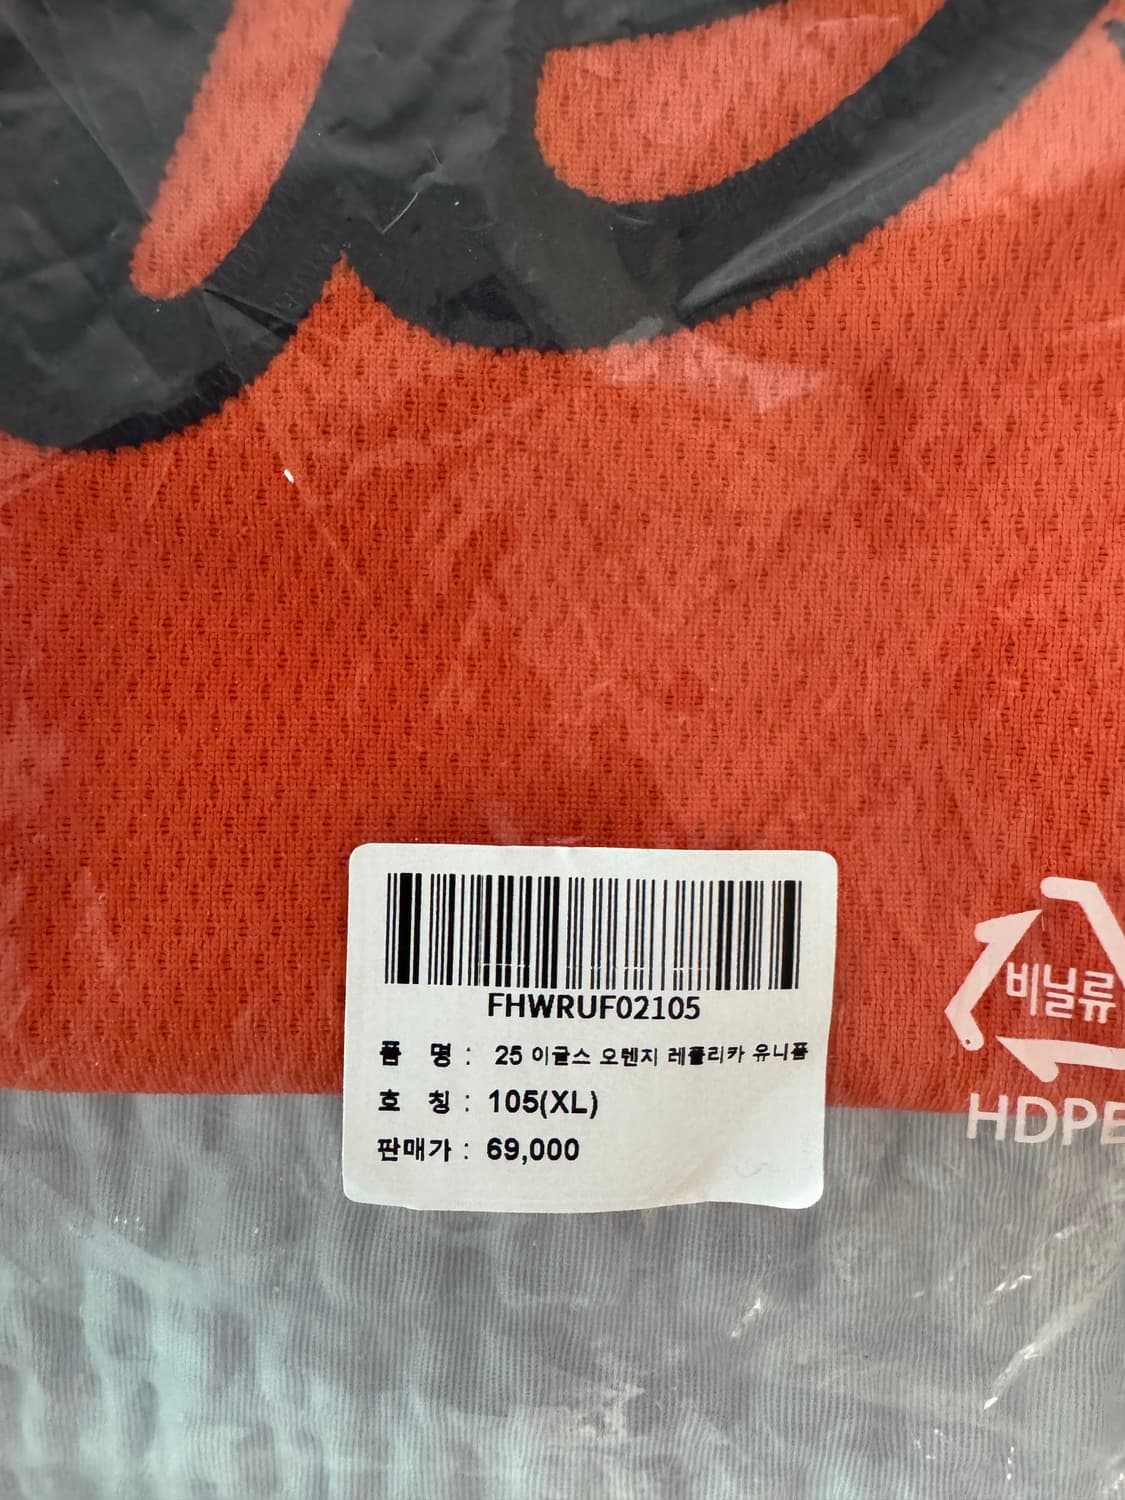 FHWRUF02105
품 명 : 25 이글스 오렌지 레플리카 유니폼
호 칭 : 105(XL)
판매가 : 69,000
비닐류
HDPE